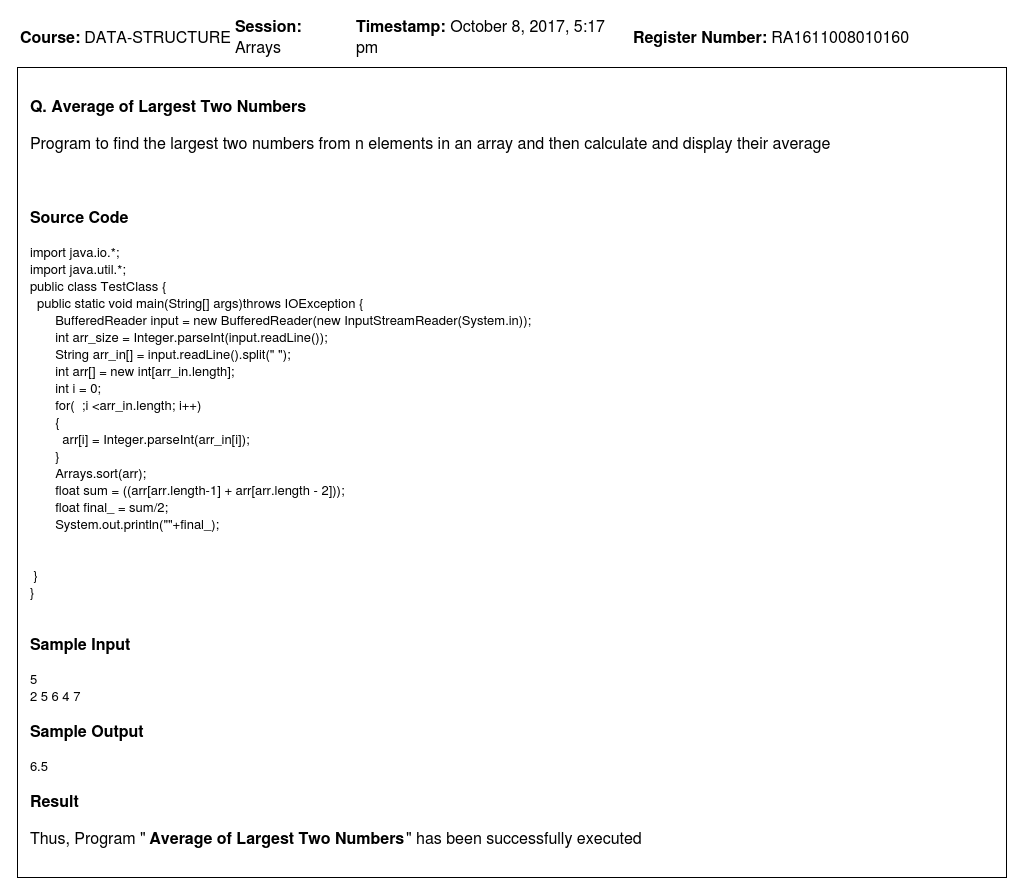 Course: DATA-STRUCTURE Session: Arrays Timestamp: October 8, 2017, 5:17 pm Register Number: RA1611008010160
Q. Average of Largest Two Numbers
Program to find the largest two numbers from n elements in an array and then calculate and display their average
Source Code
import java.io.*;
import java.util.*;
public class TestClass {
  public static void main(String[] args)throws IOException {
       BufferedReader input = new BufferedReader(new InputStreamReader(System.in));
       int arr_size = Integer.parseInt(input.readLine());
       String arr_in[] = input.readLine().split(" ");
       int arr[] = new int[arr_in.length];
       int i = 0;
       for(  ;i <arr_in.length; i++)
       {
         arr[i] = Integer.parseInt(arr_in[i]);
       }
       Arrays.sort(arr);
       float sum = ((arr[arr.length-1] + arr[arr.length - 2]));
       float final_ = sum/2;
       System.out.println(""+final_);
 }
}
Sample Input
5
2 5 6 4 7
Sample Output
6.5
Result
Thus, Program " Average of Largest Two Numbers" has been successfully executed